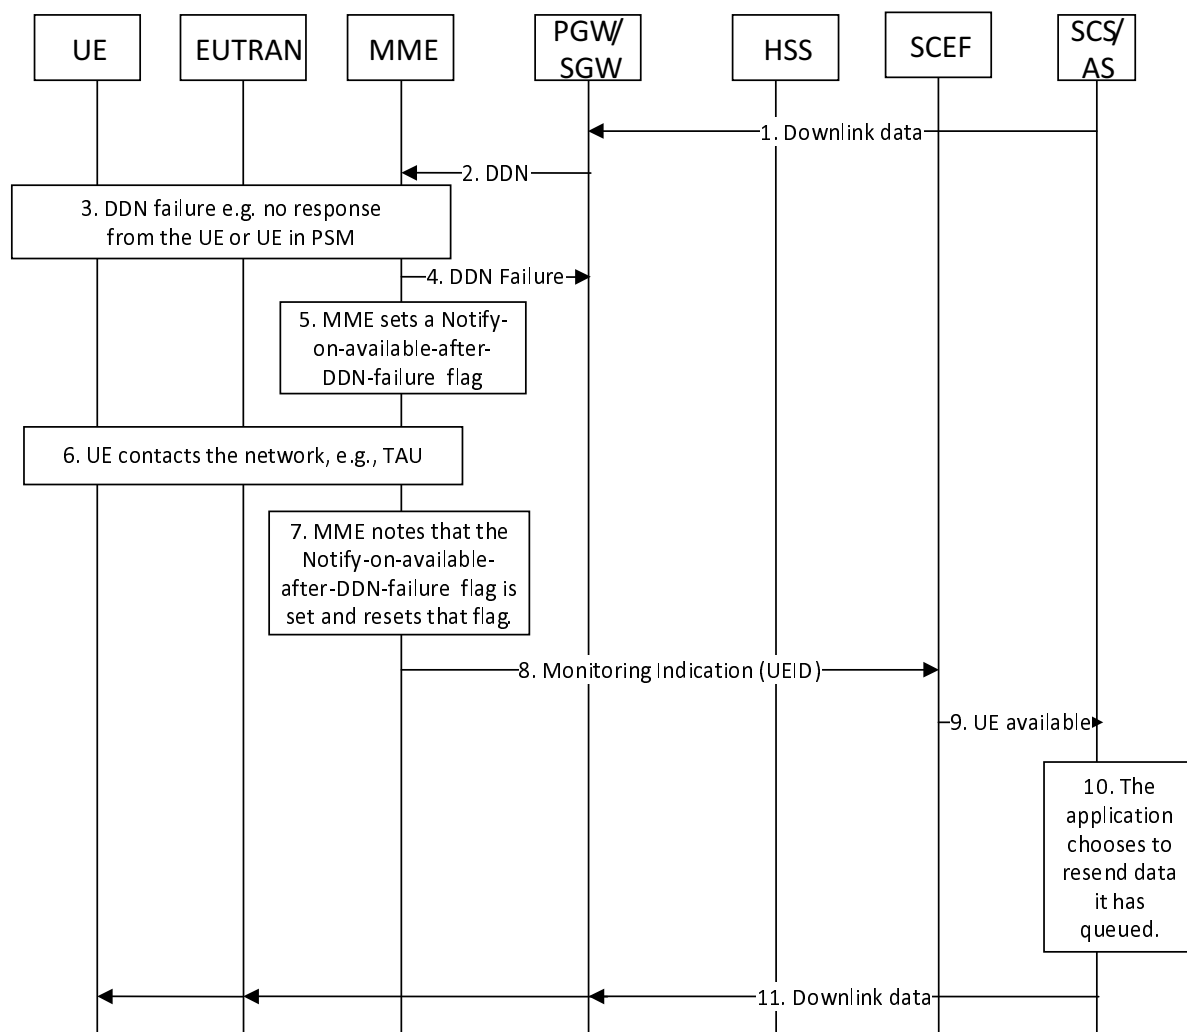 UE
EUTRAN
MME
PGW/
SGW
HSS
SCEF
SCS/
AS
1. Downlink data
2. DDN
3. DDN failure e.g. no response
from the UE or UE in PSM
4. DDN Failure
5. MME sets a Notify-
on-available-after-
DDN-failure flag
6. UE contacts the network, e.g., TAU
7. MME notes that the
Notify-on-available-
after-DDN-failure flag is
set and resets that flag.
8. Monitoring Indication (UEID)
9. UE available
10. The
application
chooses to
resend data
it has
queued.
11. Downlink data